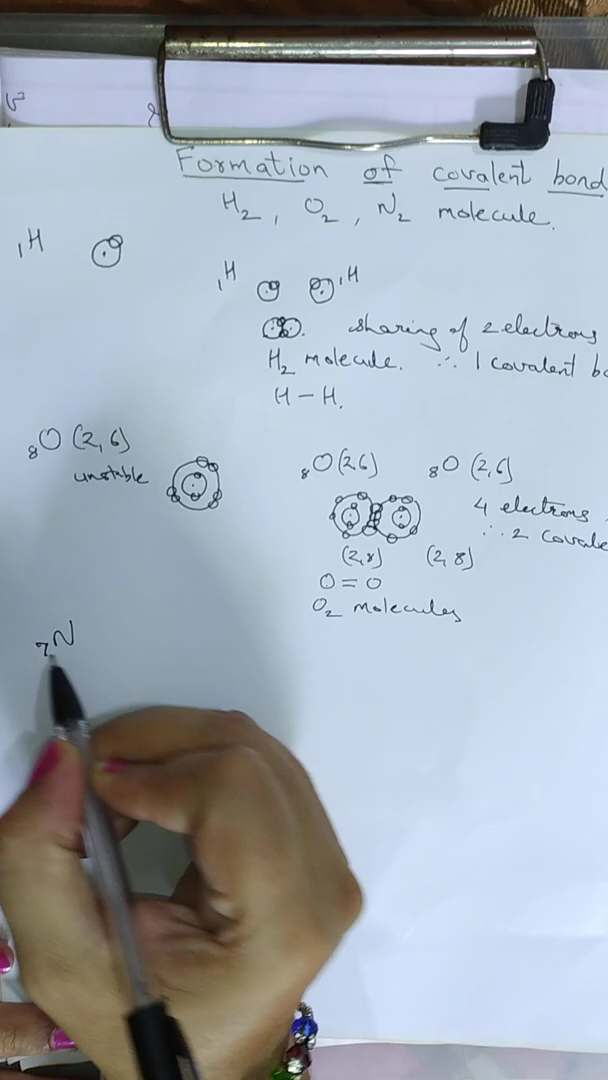 Formation of covalent bond
H₂, O₂, N₂ molecule.
₁H
₁H ₁H
sharing of 2 electrons
H₂ molecule. ∴ 1 covalent
H – H.
₈O (2,6)
unstable
₈O (2,6) ₈O (2,6)
4 electrons
∴ 2
(2,8) (2,8)
O = O
O₂ molecules
₇N